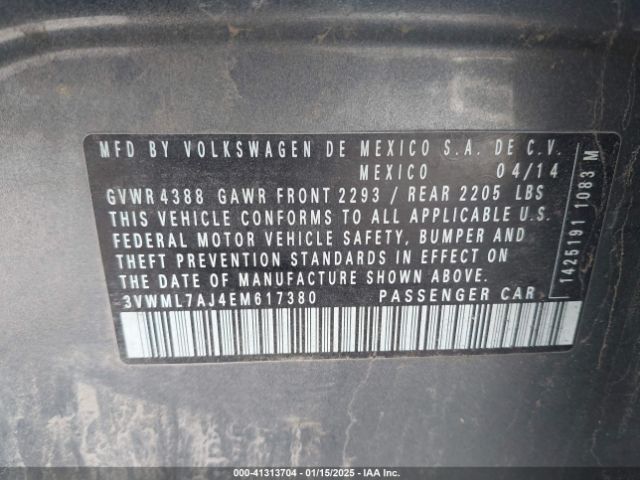 MFD BY VOLKSWAGEN DE MEXICO S.A. DE C.V.
MEXICO 04/14
GVWR 4388 GAWR FRONT 2293 / REAR 2205 LBS
THIS VEHICLE CONFORMS TO ALL APPLICABLE U.S.
FEDERAL MOTOR VEHICLE SAFETY, BUMPER AND
THEFT PREVENTION STANDARDS IN EFFECT ON
THE DATE OF MANUFACTURE SHOWN ABOVE.
3VWML7AJ4EM617380 PASSENGER CAR
1425191 1083 M
000-41313704 - 01/15/2025 - IAA Inc.